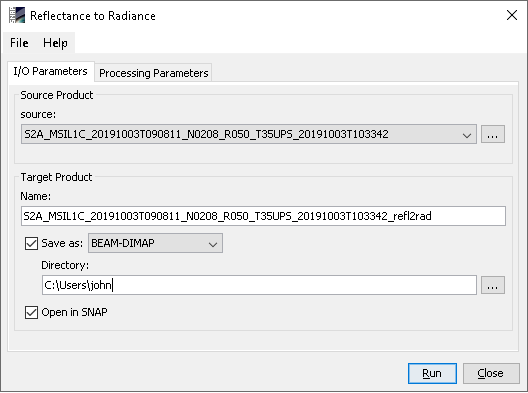 Reflectance to Radiance
File Help
I/O Parameters Processing Parameters
Source Product
source:
S2A_MSIL1C_20191003T090811_N0208_R050_T35UPS_20191003T103342
...
Target Product
Name:
S2A_MSIL1C_20191003T090811_N0208_R050_T35UPS_20191003T103342_refl2rad
Save as: BEAM-DIMAP
Directory:
C:\Users\john
...
Open in SNAP
Run Close